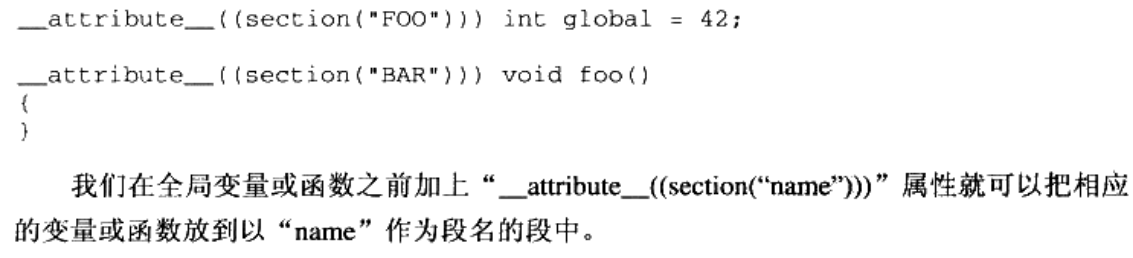 __attribute__((section("FOO"))) int global = 42;
__attribute__((section("BAR"))) void foo()
{
}
我们在全局变量或函数之前加上“__attribute__((section(“name”)))”属性就可以把相应
的变量或函数放到以“name”作为段名的段中。